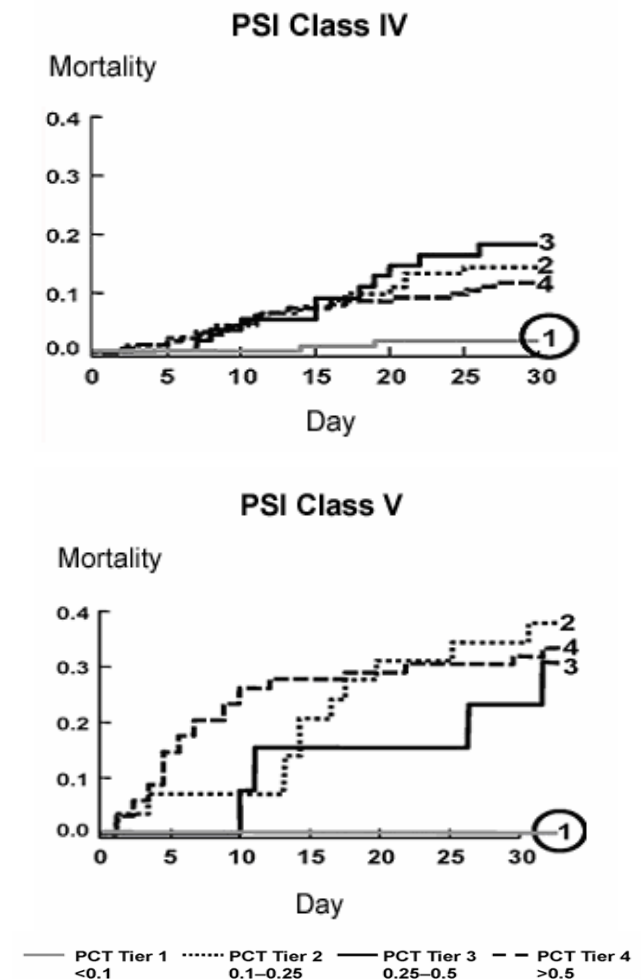 PSI Class IV
Mortality
0.4
0.3
0.2
0.1
0.0
3
2
4
1
0 5 10 15 20 25 30
Day
PSI Class V
Mortality
0.4
0.3
0.2
0.1
0.0
2
4
3
1
0 5 10 15 20 25 30
Day
PCT Tier 1 PCT Tier 2 PCT Tier 3 PCT Tier 4
<0.1 0.1–0.25 0.25–0.5 >0.5